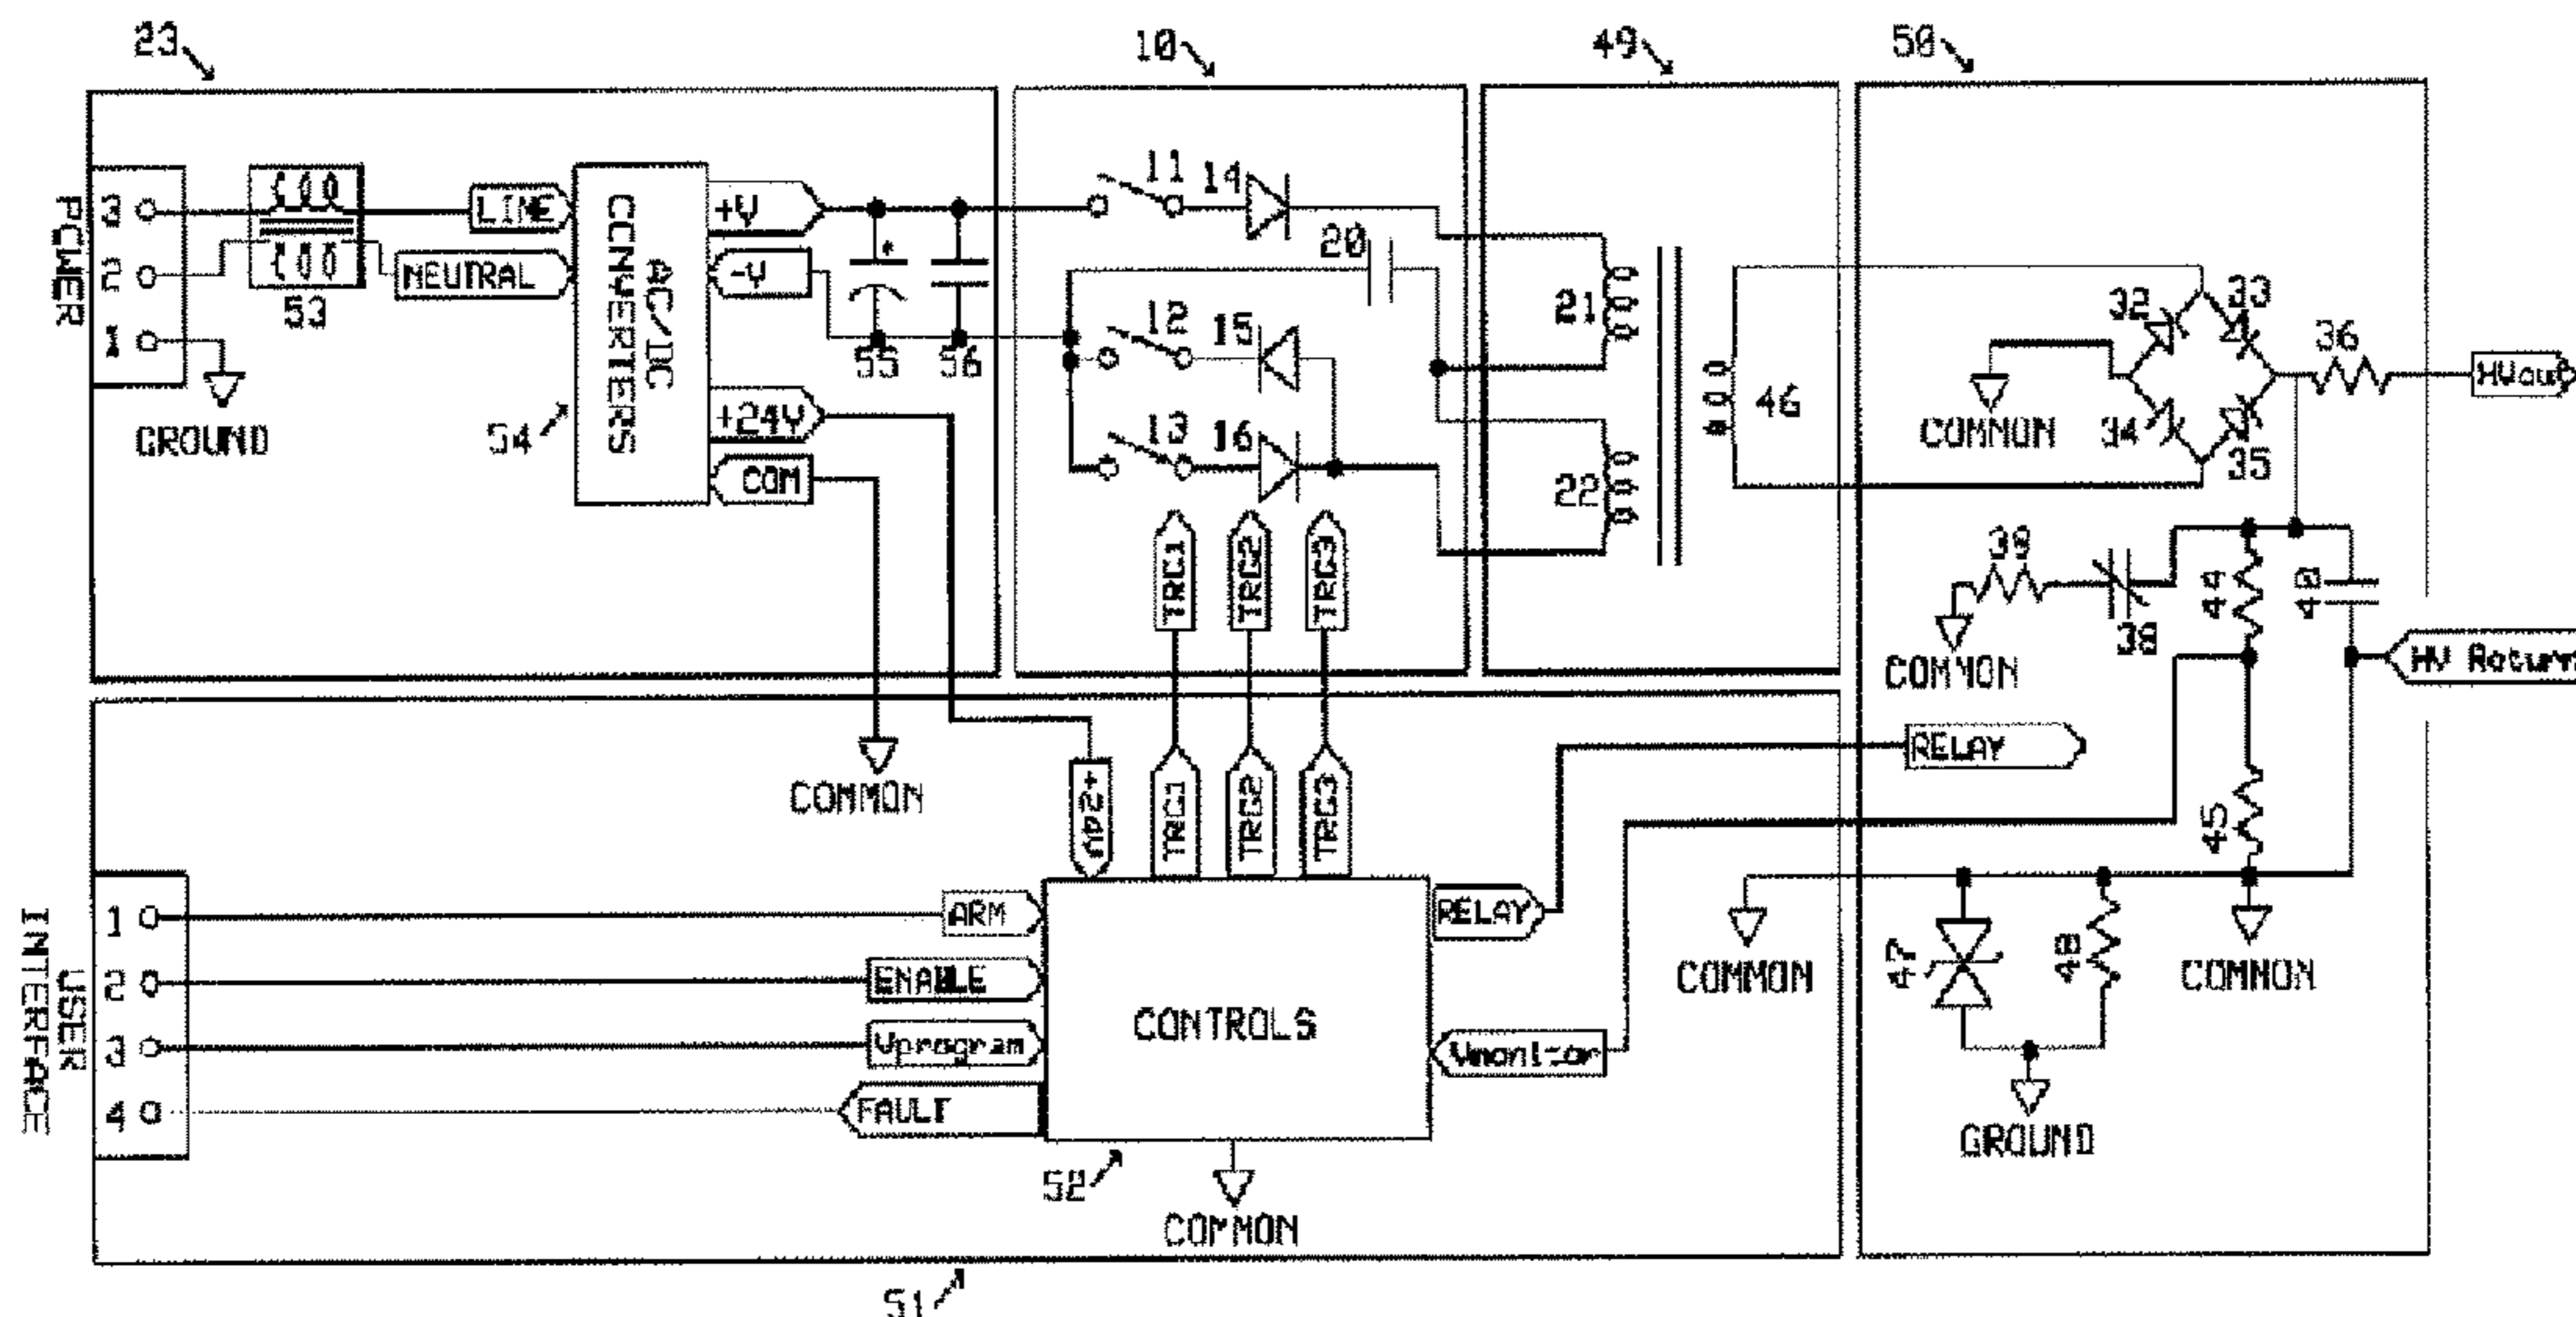 23
10
49
50
POWER
3
2
1
53
GROUND
LINE
NEUTRAL
AC/DC
CONVERTERS
54
+V
-V
+24V
COM
55
56
COMMON
11
14
20
12
15
13
16
TRG1
TRG2
TRG3
21
22
46
32
33
34
35
36
HVout
COMMON
39
38
COMMON
44
40
HV Return
RELAY
45
47
48
COMMON
GROUND
USER
INTERFACE
1
2
3
4
ARM
ENABLE
Vprogram
FAULT
+24V
TRG1
TRG2
TRG3
CONTROLS
RELAY
Vmonitor
COMMON
52
COMMON
51